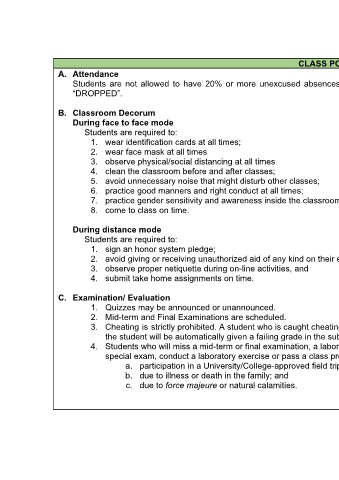 CLASS PO
A. Attendance
Students are not allowed to have 20% or more unexcused absences
"DROPPED".
B. Classroom Decorum
During face to face mode
Students are required to:
1. wear identification cards at all times;
2. wear face mask at all times
3. observe physical/social distancing at all times
4. clean the classroom before and after classes;
5. avoid unnecessary noise that might disturb other classes;
6. practice good manners and right conduct at all times;
7. practice gender sensitivity and awareness inside the classroom
8. come to class on time.
During distance mode
Students are required to:
1. sign an honor system pledge;
2. avoid giving or receiving unauthorized aid of any kind on their e
3. observe proper netiquette during on-line activities, and
4. submit take home assignments on time.
C. Examination/ Evaluation
1. Quizzes may be announced or unannounced.
2. Mid-term and Final Examinations are scheduled.
3. Cheating is strictly prohibited. A student who is caught cheatin
the student will be automatically given a failing grade in the sub
4. Students who will miss a mid-term or final examination, a labor
special exam, conduct a laboratory exercise or pass a class pr
a. participation in a University/College-approved field trip
b. due to illness or death in the family; and
c. due to force majeure or natural calamities.